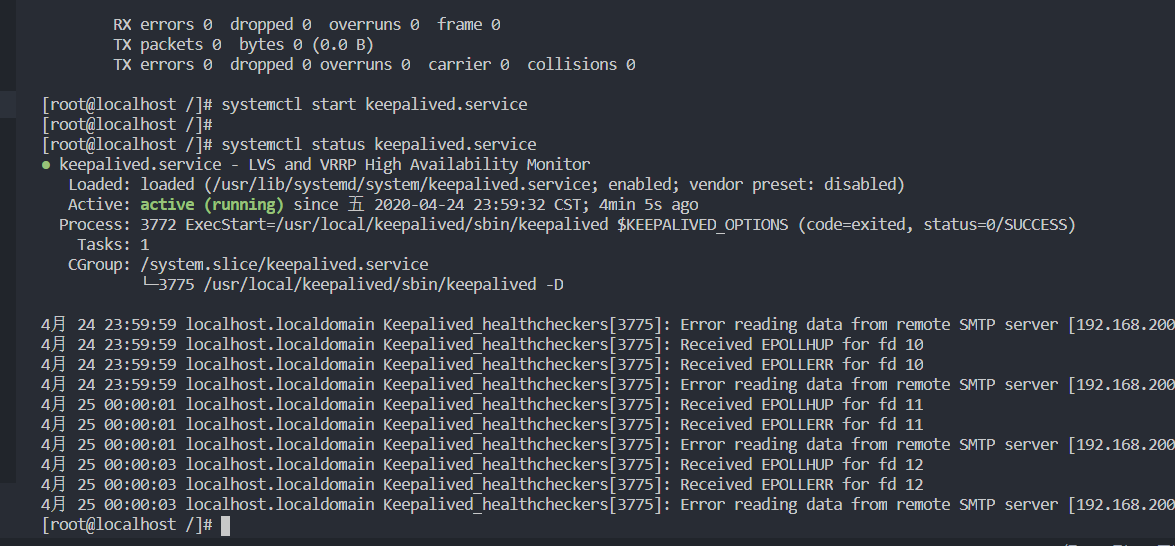 RX errors 0  dropped 0  overruns 0  frame 0
TX packets 0  bytes 0 (0.0 B)
TX errors 0  dropped 0 overruns 0  carrier 0  collisions 0
[root@localhost /]# systemctl start keepalived.service
[root@localhost /]#
[root@localhost /]# systemctl status keepalived.service
● keepalived.service - LVS and VRRP High Availability Monitor
Loaded: loaded (/usr/lib/systemd/system/keepalived.service; enabled; vendor preset: disabled)
Active: active (running) since 五 2020-04-24 23:59:32 CST; 4min 5s ago
Process: 3772 ExecStart=/usr/local/keepalived/sbin/keepalived $KEEPALIVED_OPTIONS (code=exited, status=0/SUCCESS)
Tasks: 1
CGroup: /system.slice/keepalived.service
└─3775 /usr/local/keepalived/sbin/keepalived -D
4月 24 23:59:59 localhost.localdomain Keepalived_healthcheckers[3775]: Error reading data from remote SMTP server [192.168.200
4月 24 23:59:59 localhost.localdomain Keepalived_healthcheckers[3775]: Received EPOLLHUP for fd 10
4月 24 23:59:59 localhost.localdomain Keepalived_healthcheckers[3775]: Received EPOLLERR for fd 10
4月 24 23:59:59 localhost.localdomain Keepalived_healthcheckers[3775]: Error reading data from remote SMTP server [192.168.200
4月 25 00:00:01 localhost.localdomain Keepalived_healthcheckers[3775]: Received EPOLLHUP for fd 11
4月 25 00:00:01 localhost.localdomain Keepalived_healthcheckers[3775]: Received EPOLLERR for fd 11
4月 25 00:00:01 localhost.localdomain Keepalived_healthcheckers[3775]: Error reading data from remote SMTP server [192.168.200
4月 25 00:00:03 localhost.localdomain Keepalived_healthcheckers[3775]: Received EPOLLHUP for fd 12
4月 25 00:00:03 localhost.localdomain Keepalived_healthcheckers[3775]: Received EPOLLERR for fd 12
4月 25 00:00:03 localhost.localdomain Keepalived_healthcheckers[3775]: Error reading data from remote SMTP server [192.168.200
[root@localhost /]#